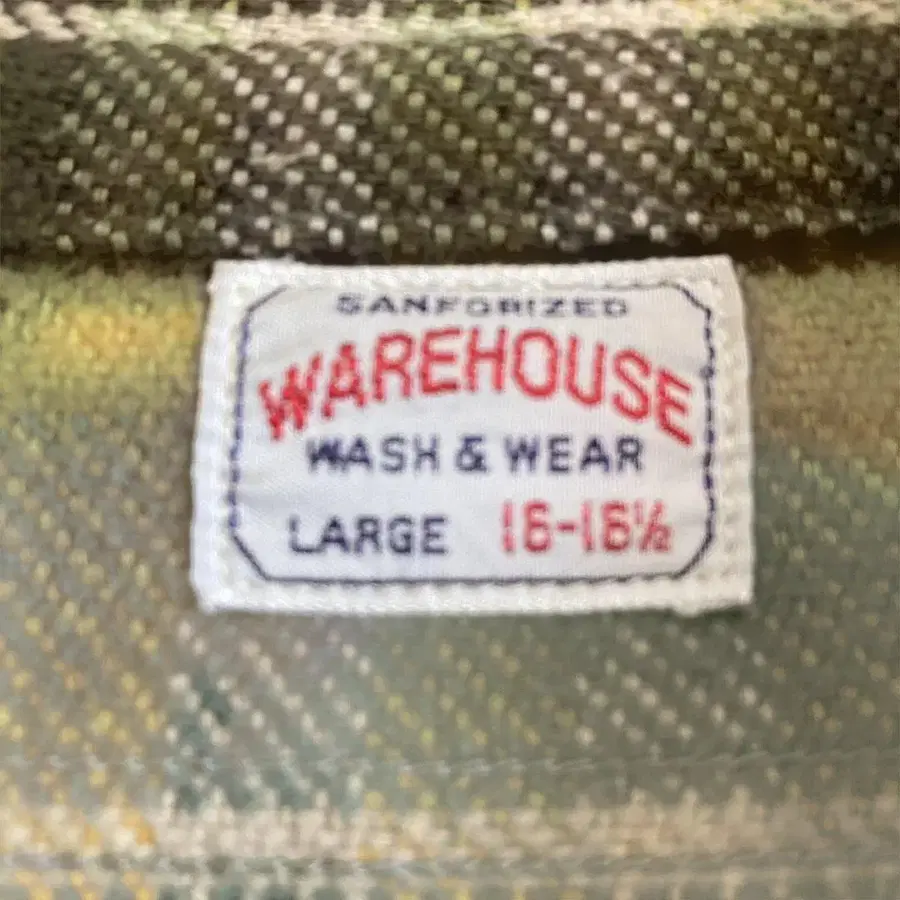 SANFORIZED
WAREHOUSE
WASH & WEAR
LARGE 16-16½